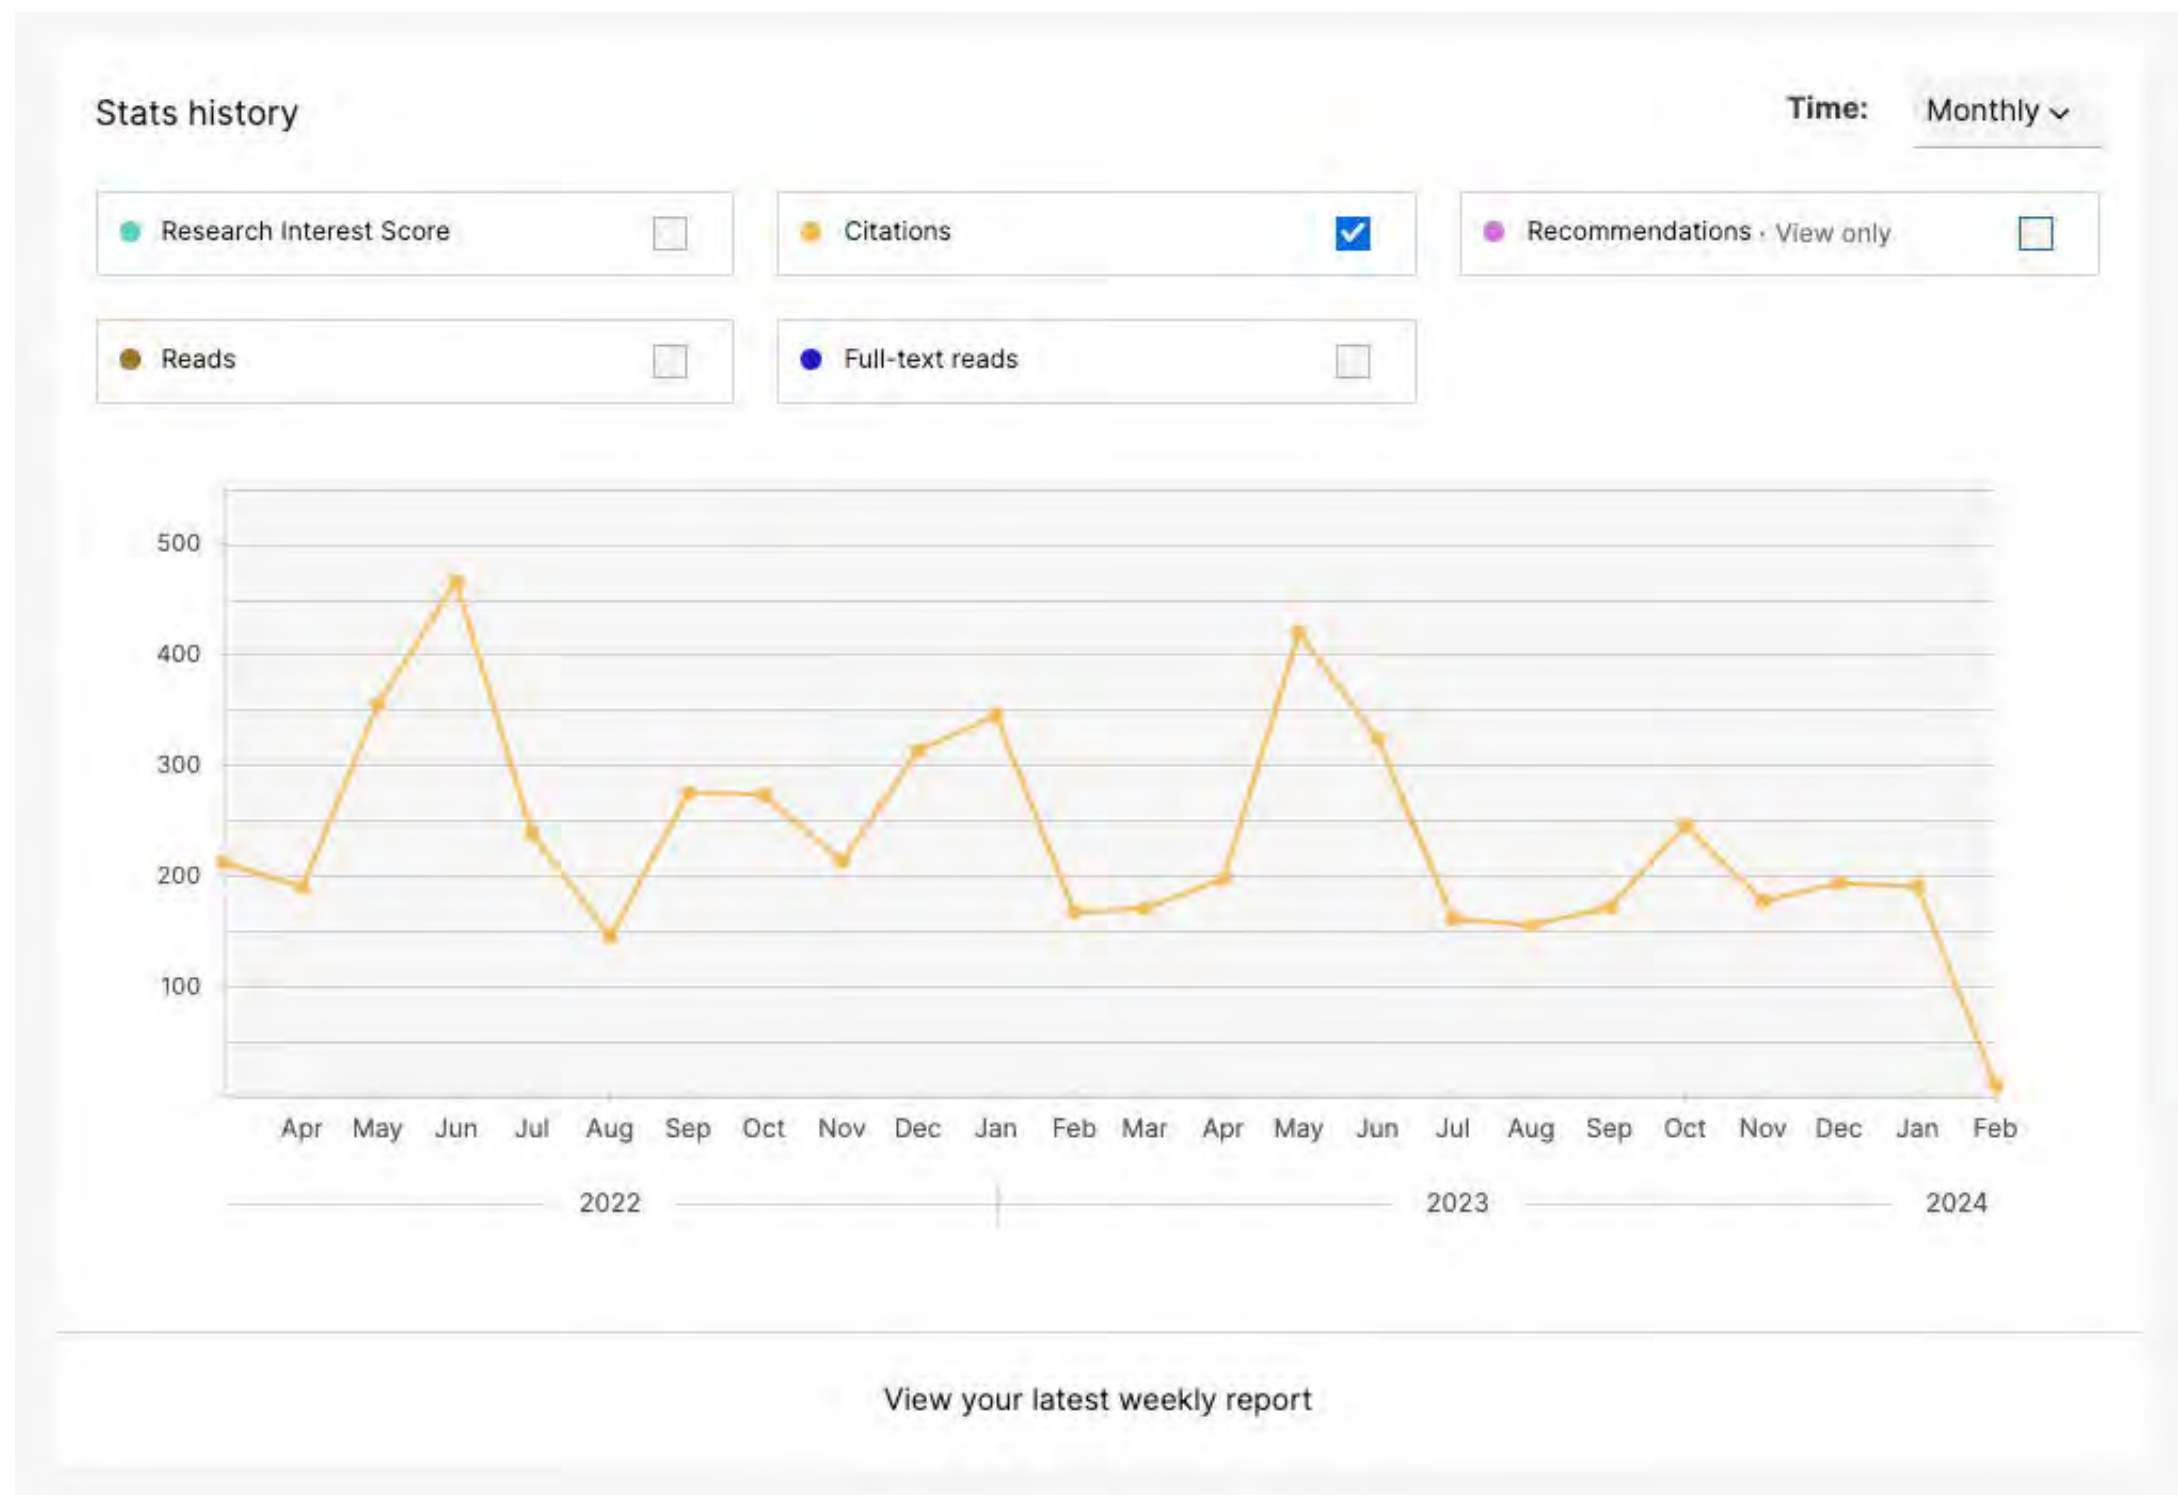 Stats history
Time: Monthly
Research Interest Score
Citations
Recommendations · View only
Reads
Full-text reads
500
400
300
200
100
Apr May Jun Jul Aug Sep Oct Nov Dec Jan Feb Mar Apr May Jun Jul Aug Sep Oct Nov Dec Jan Feb
2022 2023 2024
View your latest weekly report